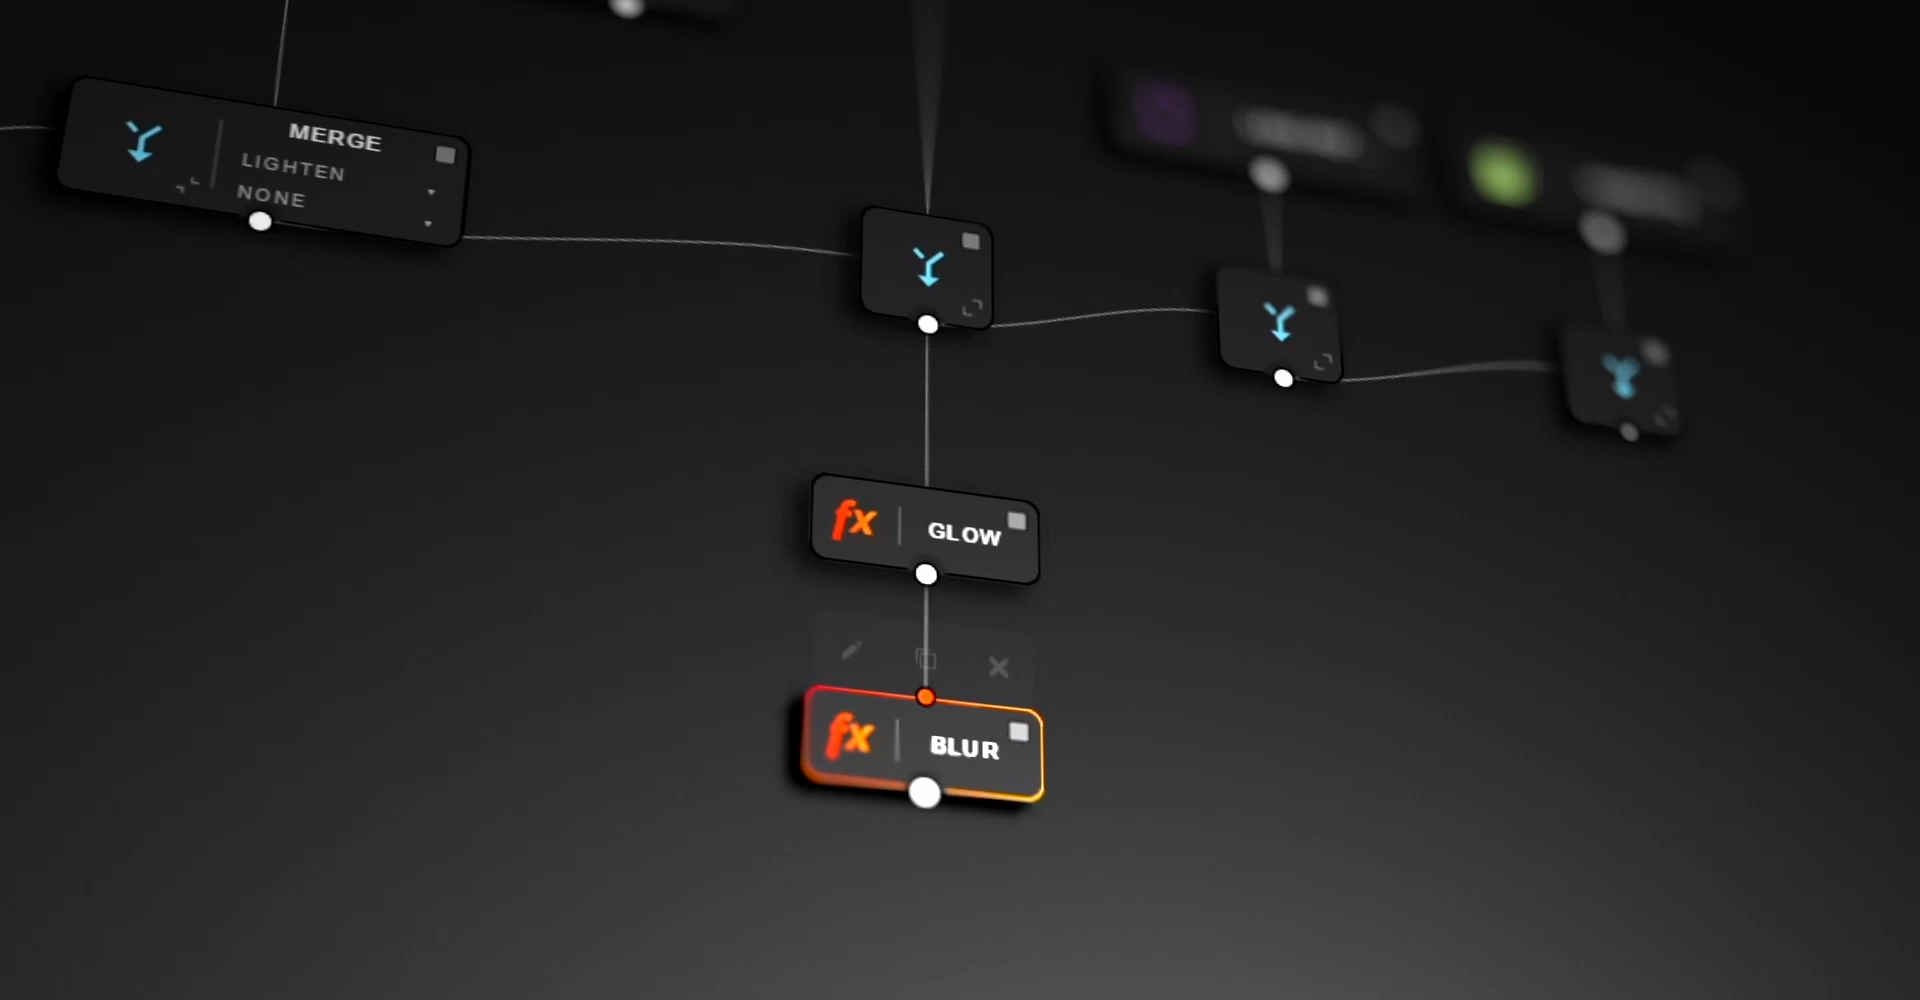 MERGE
LIGHTEN
NONE
fx GLOW
fx BLUR